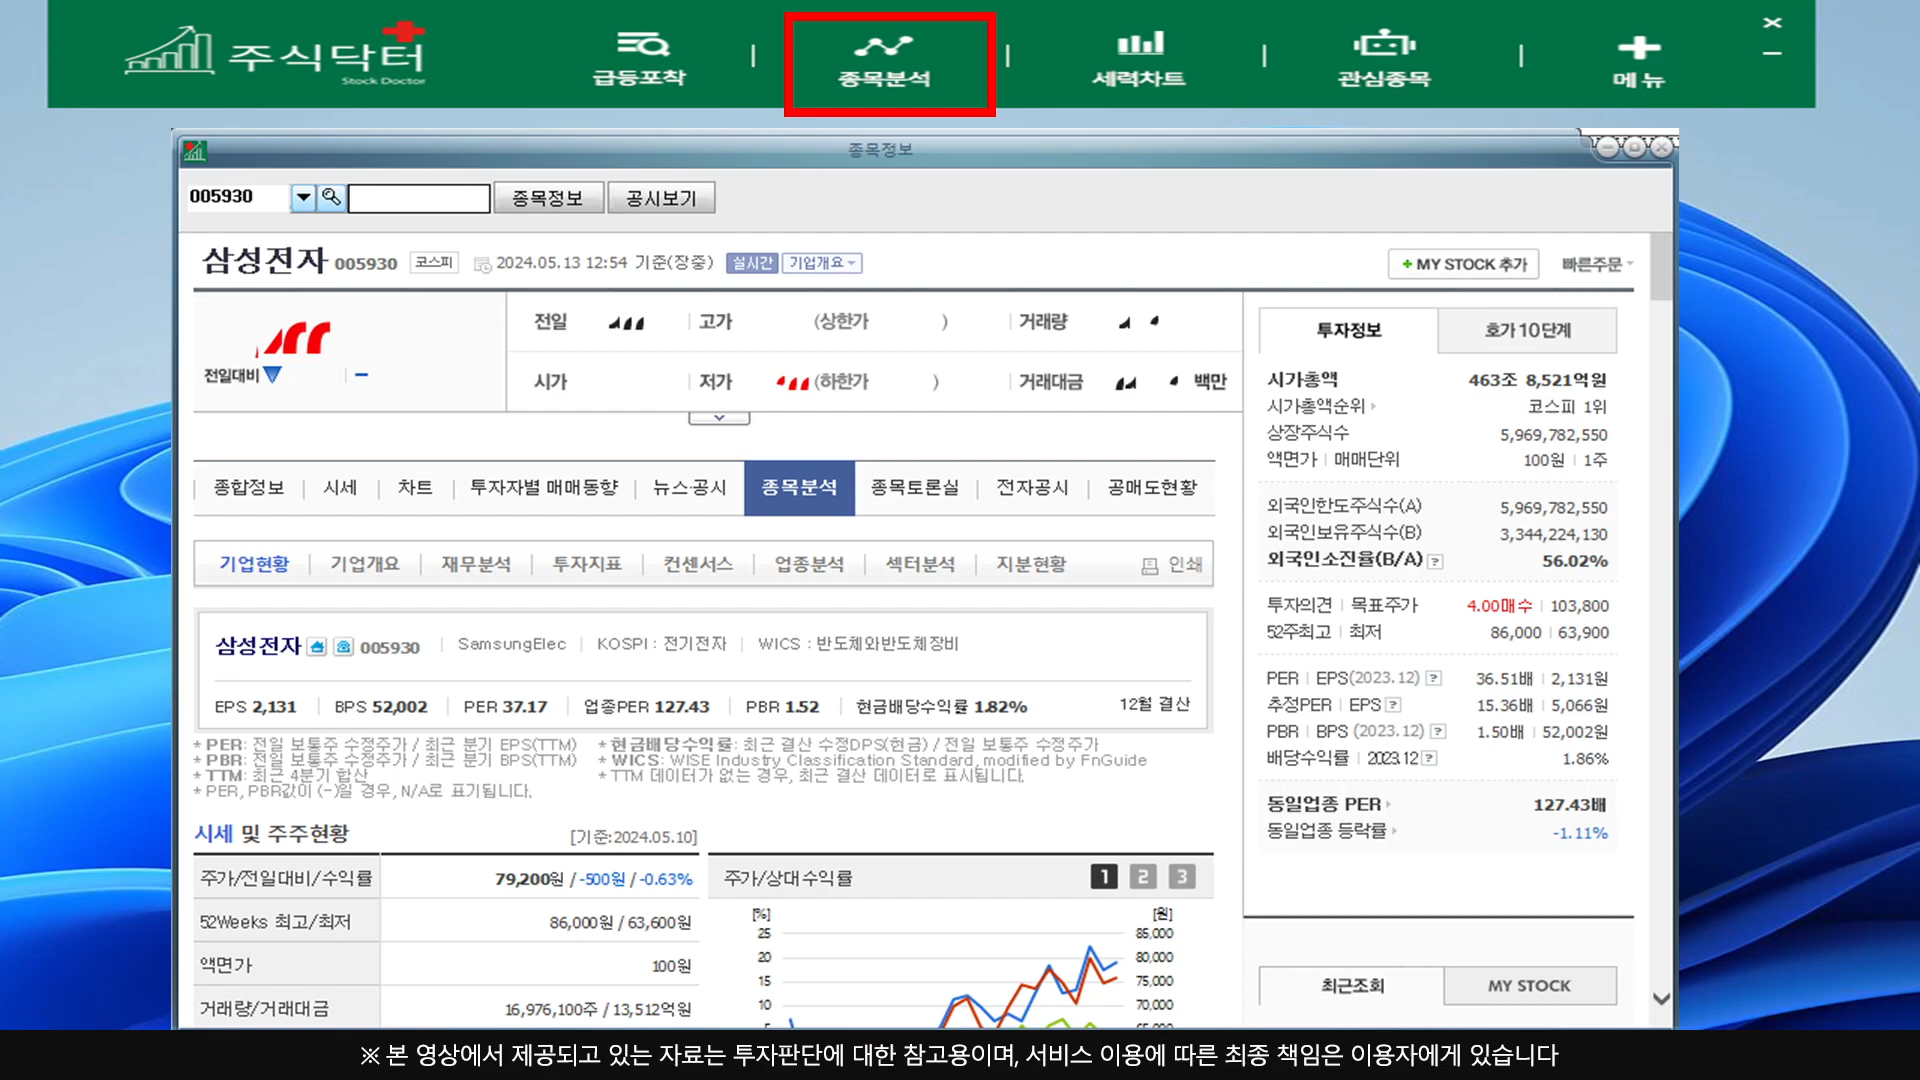 주식닥터
Stock Doctor
급등포착
종목분석
세력차트
관심종목
메뉴
종목정보
005930
종목정보
공시보기
삼성전자 005930 코스피 2024.05.13 12:54 기준(장중) 실시간 기업개요
+ MY STOCK 추가
빠른주문
전일대비
전일
고가 (상한가 )
거래량
시가
저가 (하한가 )
거래대금 백만
종합정보 시세 차트 투자자별 매매동향 뉴스·공시 종목분석 종목토론실 전자공시 공매도현황
기업현황 기업개요 재무분석 투자지표 컨센서스 업종분석 섹터분석 지분현황 인쇄
삼성전자 005930 SamsungElec KOSPI : 전기전자 WICS : 반도체와반도체장비
EPS 2,131 BPS 52,002 PER 37.17 업종PER 127.43 PBR 1.52 현금배당수익률 1.82% 12월 결산
* PER: 전일 보통주 수정주가 / 최근 분기 EPS(TTM)
* PBR: 전일 보통주 수정주가 / 최근 분기 BPS(TTM)
* TTM: 최근 4분기 합산
* PER, PBR값이 (-)일 경우, N/A로 표기됩니다.
* 현금배당수익률: 최근 결산 수정DPS(현금) / 전일 보통주 수정주가
* WICS: WISE Industry Classification Standard, modified by FnGuide
* TTM 데이터가 없는 경우, 최근 결산 데이터로 표시됩니다.
시세 및 주주현황
[기준:2024.05.10]
주가/전일대비/수익률 79,200원 / -500원 / -0.63%
52Weeks 최고/최저 86,000원 / 63,600원
액면가 100원
거래량/거래대금 16,976,100주 / 13,512억원
주가/상대수익률 1 2 3
[%] [원]
25 85,000
20 80,000
15 75,000
10 70,000
5 65,000
투자정보
호가 10단계
시가총액 463조 8,521억원
시가총액순위 코스피 1위
상장주식수 5,969,782,550
액면가 매매단위 100원 1주
외국인한도주식수(A) 5,969,782,550
외국인보유주식수(B) 3,344,224,130
외국인소진율(B/A) ? 56.02%
투자의견 목표주가 4.00매수 103,800
52주최고 최저 86,000 63,900
PER EPS(2023.12) ? 36.51배 2,131원
추정PER EPS ? 15.36배 5,066원
PBR BPS (2023.12) ? 1.50배 52,002원
배당수익률 2023.12 ? 1.86%
동일업종 PER 127.43배
동일업종 등락률 -1.11%
최근조회
MY STOCK
※ 본 영상에서 제공되고 있는 자료는 투자판단에 대한 참고용이며, 서비스 이용에 따른 최종 책임은 이용자에게 있습니다